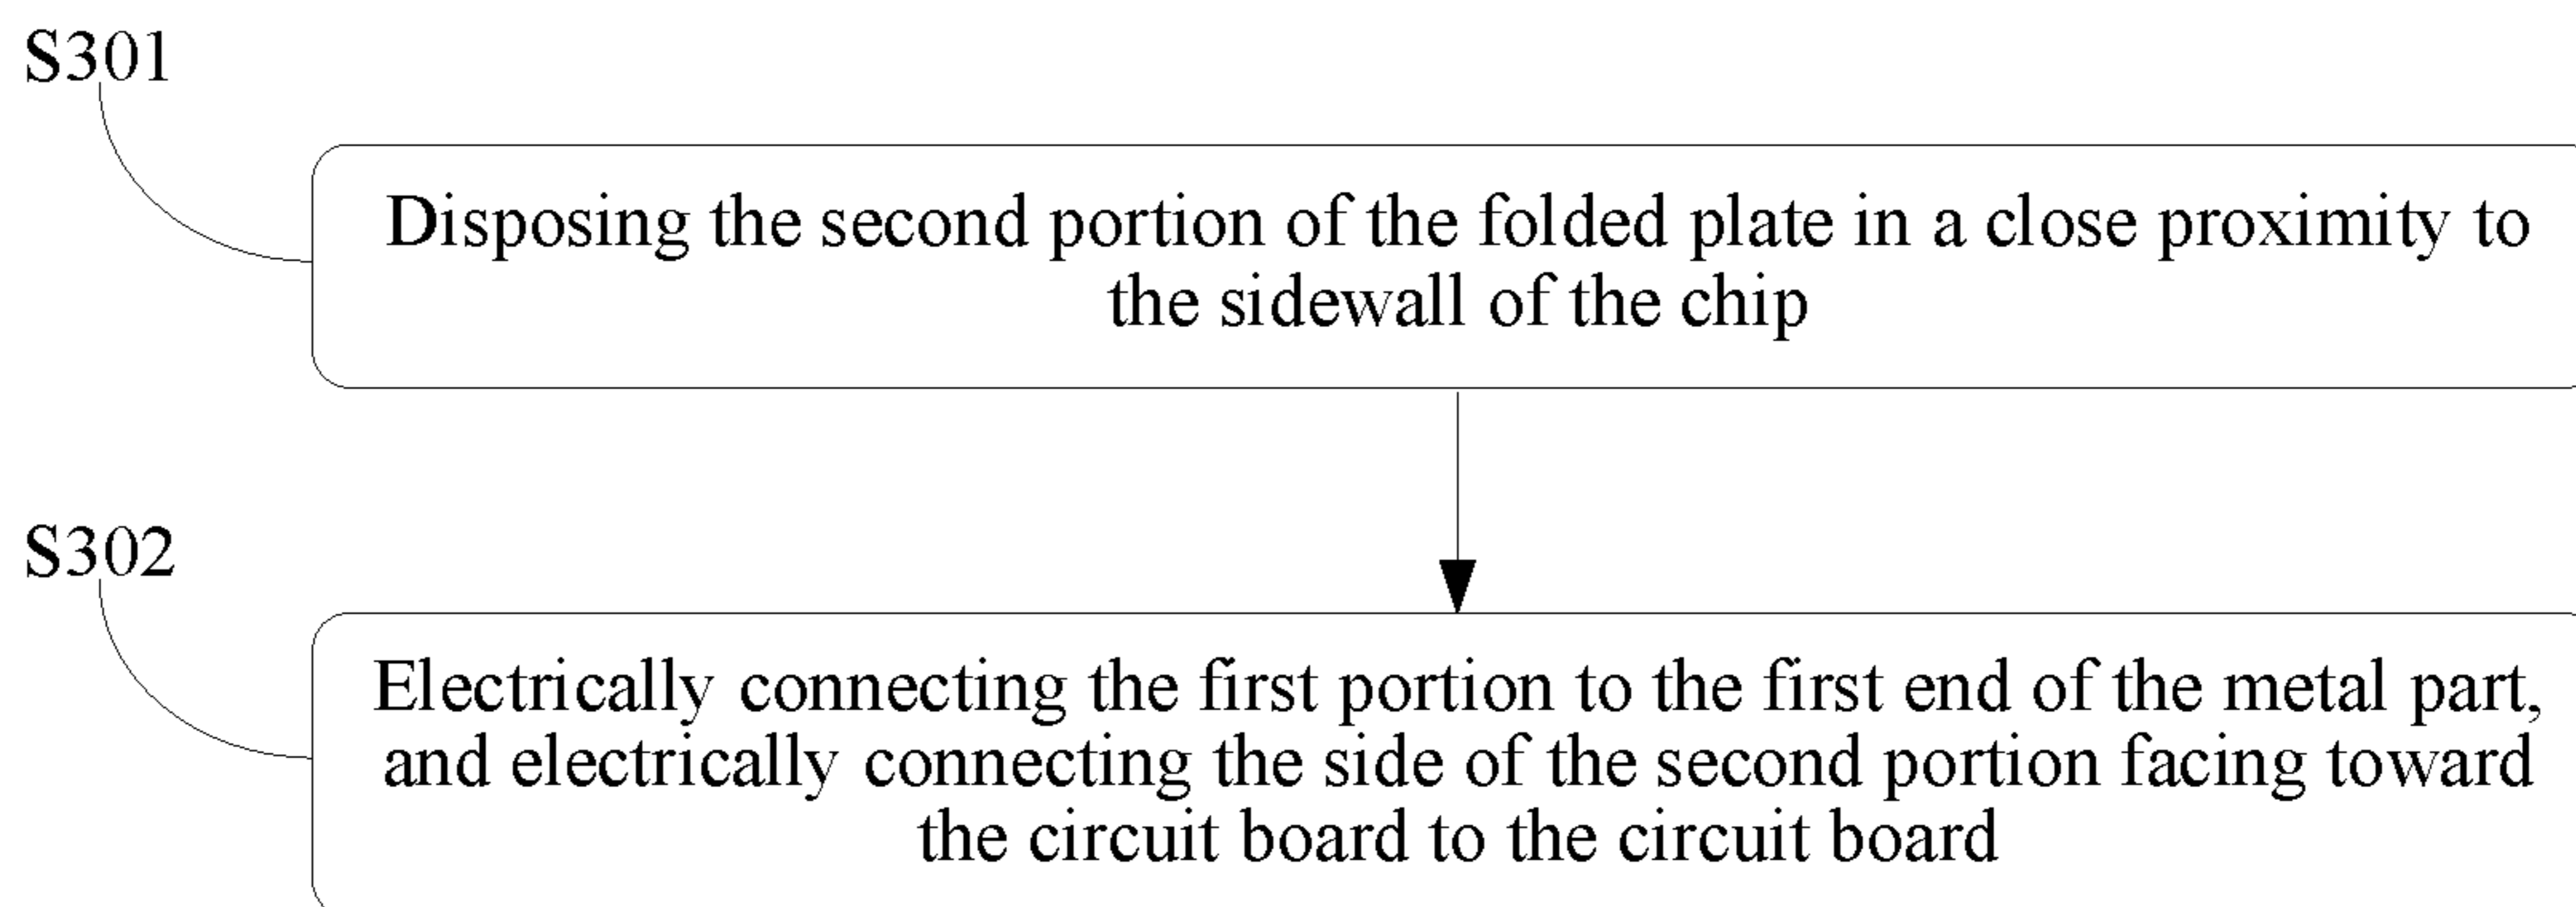 S301
Disposing the second portion of the folded plate in a close proximity to
the sidewall of the chip
S302
Electrically connecting the first portion to the first end of the metal part,
and electrically connecting the side of the second portion facing toward
the circuit board to the circuit board